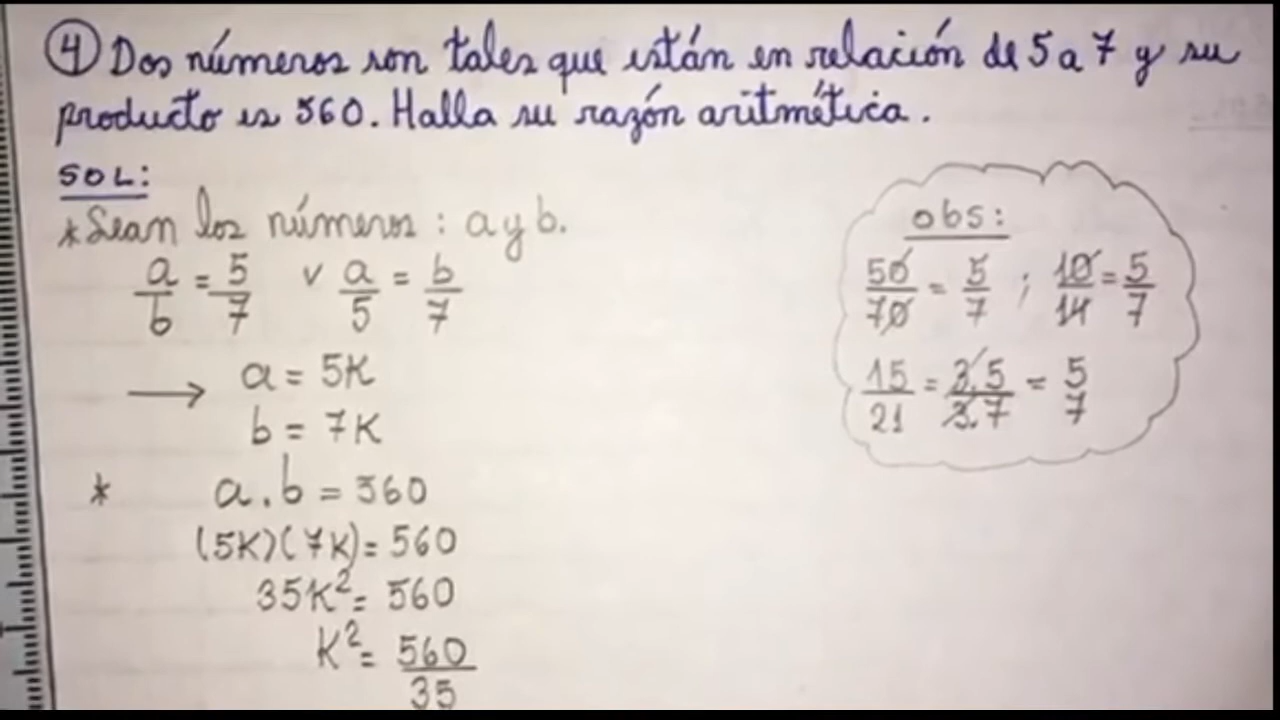 4 Dos números son tales que están en relación de 5 a 7 y su
producto es 560. Halla su razón aritmética.
SOL:
* Sean los números: a y b.
a/b = 5/7 v a/5 = b/7
→ a = 5K
b = 7K
* a . b = 560
(5K)(7K) = 560
35K² = 560
K² = 560/35
obs:
50/70 = 5/7 ; 10/14 = 5/7
15/21 = 3.5/3.7 = 5/7